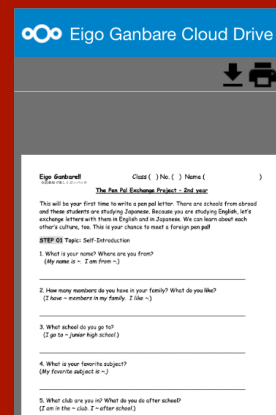 Eigo Ganbare Cloud Drive
Eigo Ganbare!! Class ( ) No. ( ) Name ( )
The Pen Pal Exchange Project - 2nd year
This will be your first time to write a pen pal letter. There are schools from abroad
and these students are studying Japanese. Because you are studying English, let's
exchange letters with them in English and in Japanese. We can learn about each
other's culture, too. This is your chance to meet a foreign pen pal!
STEP 01 Topic: Self-Introduction
1. What is your name? Where are you from?
(My name is ~. I am from ~.)
2. How many members do you have in your family? What do you like?
(I have ~ members in my family. I like ~.)
3. What school do you go to?
(I go to ~ junior high school.)
4. What is your favorite subject?
(My favorite subject is ~.)
5. What club are you in? What do you do after school?
(I am in the ~ club. I ~ after school.)